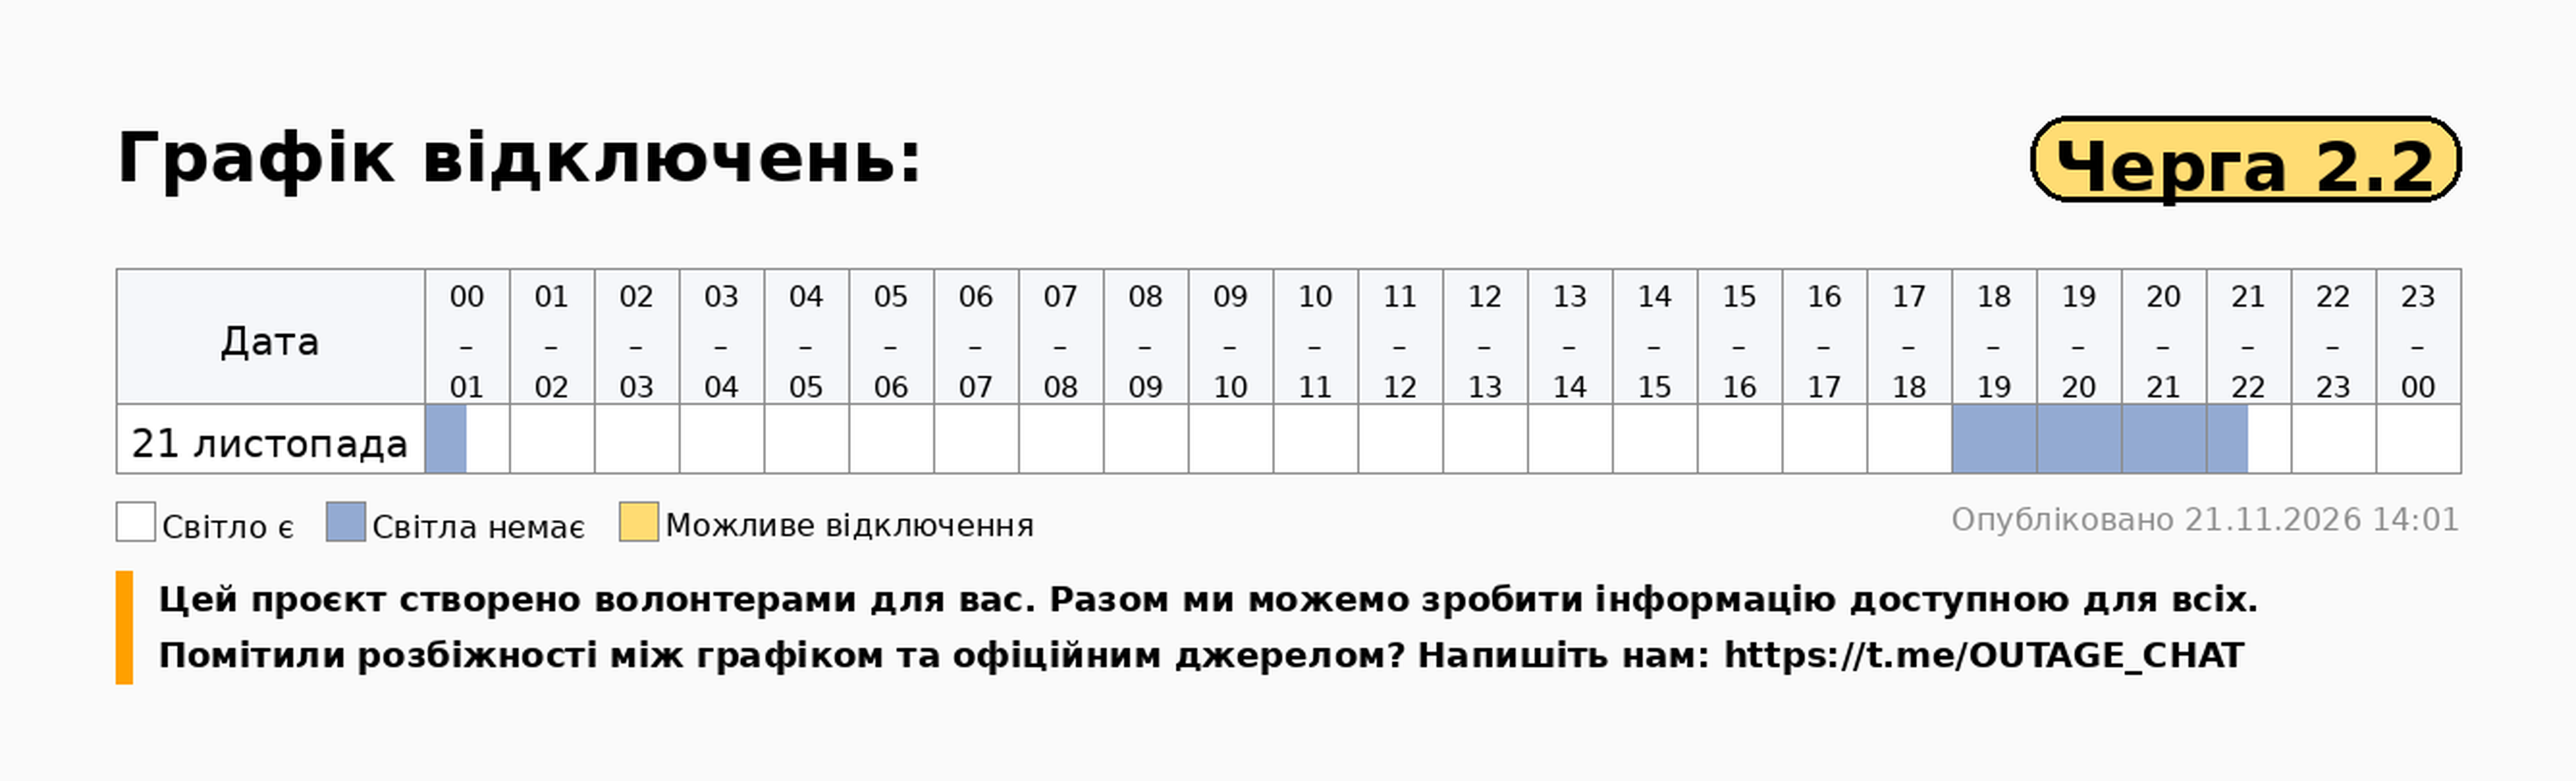 Графік відключень:
Черга 2.2
Дата
00 – 01
01 – 02
02 – 03
03 – 04
04 – 05
05 – 06
06 – 07
07 – 08
08 – 09
09 – 10
10 – 11
11 – 12
12 – 13
13 – 14
14 – 15
15 – 16
16 – 17
17 – 18
18 – 19
19 – 20
20 – 21
21 – 22
22 – 23
23 – 00
21 листопада
Світло є
Світла немає
Можливе відключення
Опубліковано 21.11.2026 14:01
Цей проєкт створено волонтерами для вас. Разом ми можемо зробити інформацію доступною для всіх.
Помітили розбіжності між графіком та офіційним джерелом? Напишіть нам: https://t.me/OUTAGE_CHAT